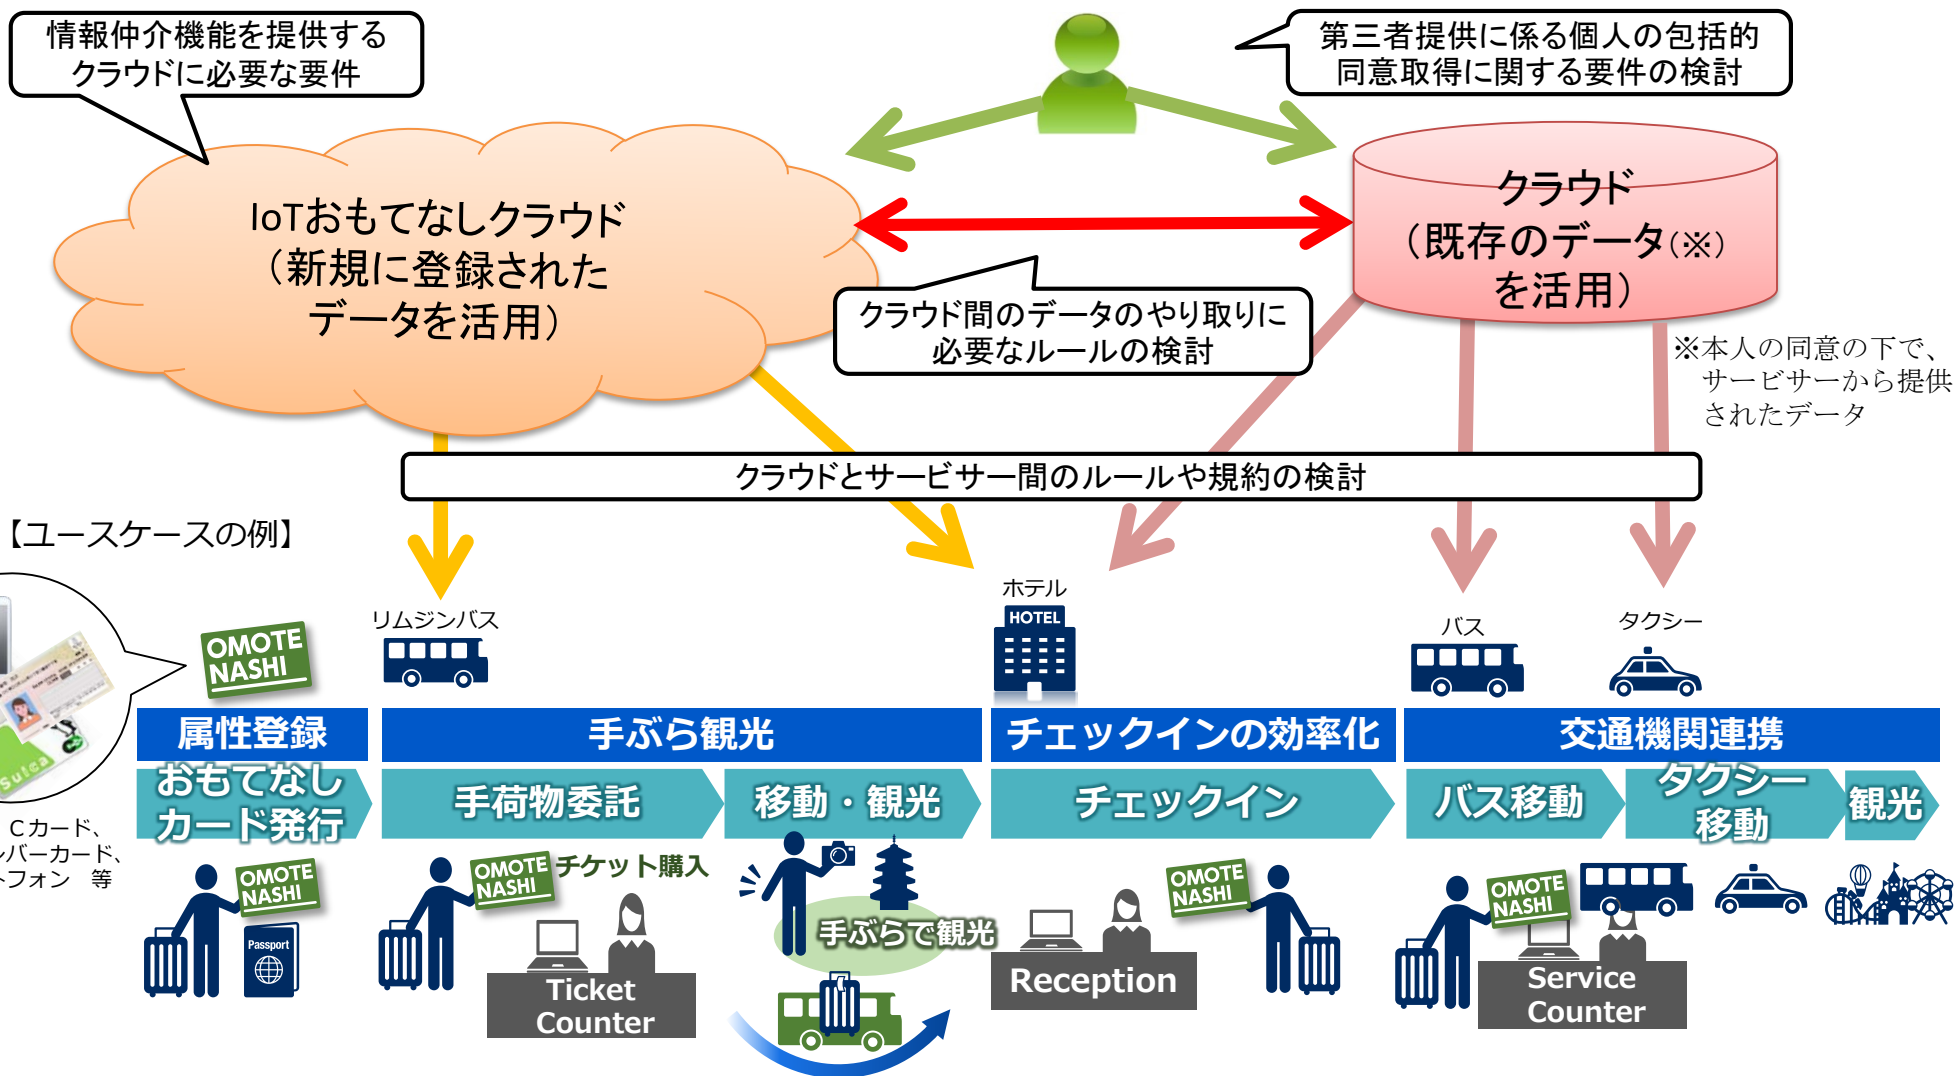 情報仲介機能を提供する
クラウドに必要な要件
第三者提供に係る個人の包括的
同意取得に関する要件の検討
IoTおもてなしクラウド
（新規に登録された
データを活用）
クラウド
（既存のデータ（※）
を活用）
クラウド間のデータのやり取りに
必要なルールの検討
※本人の同意の下で、
サービサーから提供
されたデータ
クラウドとサービサー間のルールや規約の検討
【ユースケースの例】
リムジンバス
ホテル
HOTEL
バス
タクシー
OMOTE
NASHI
Suica
属性登録
手ぶら観光
チェックインの効率化
交通機関連携
おもてなし
カード発行
手荷物委託
移動・観光
チェックイン
バス移動
タクシー
移動
観光
Cカード、
ンバーカード、
トフォン 等
OMOTE
NASHI
Passport
OMOTE
NASHI
チケット購入
Ticket
Counter
手ぶらで観光
Reception
OMOTE
NASHI
OMOTE
NASHI
Service
Counter